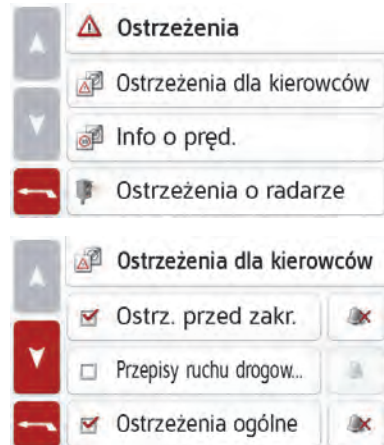 Ostrzeżenia
Ostrzeżenia dla kierowców
Info o pręd.
Ostrzeżenia o radarze
Ostrzeżenia dla kierowców
Ostrz. przed zakr.
Przepisy ruchu drogow...
Ostrzeżenia ogólne